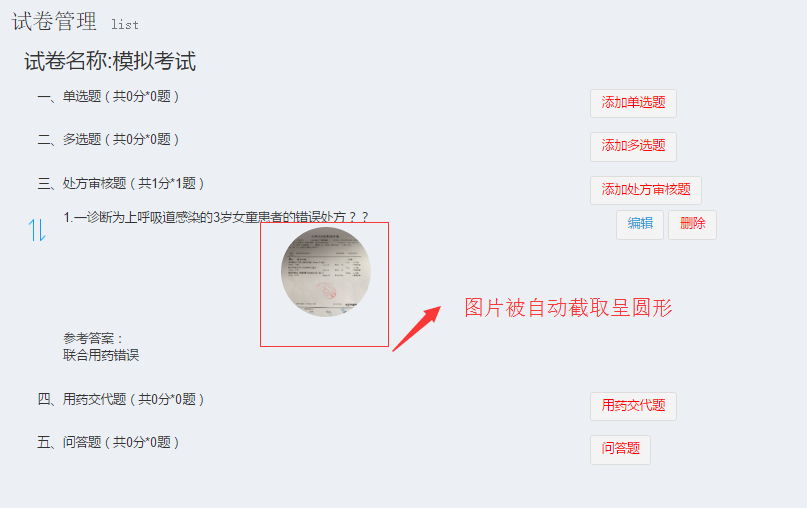 试卷管理 list
试卷名称:模拟考试
一、单选题（共0分*0题）
添加单选题
二、多选题（共0分*0题）
添加多选题
三、处方审核题（共1分*1题）
添加处方审核题
1.一诊断为上呼吸道感染的3岁女童患者的错误处方？？
编辑 删除
图片被自动截取呈圆形
参考答案：
联合用药错误
四、用药交代题（共0分*0题）
用药交代题
五、问答题（共0分*0题）
问答题